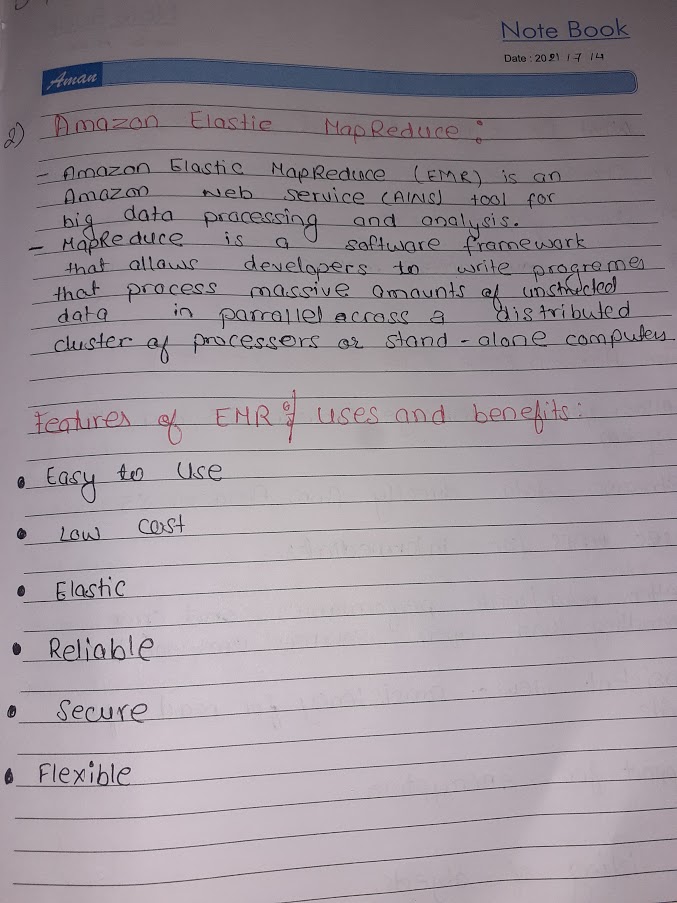 Note Book
Date : 2021 / 7 / 4
Aman
2) Amazon Elastic MapReduce :
- Amazon Elastic MapReduce (EMR) is an
Amazon Web Service (AWS) tool for
big data processing and analysis.
- MapReduce is a software framework
that allows developers to write programes
that process massive amounts of unstructed
data in parrallel across a distributed
cluster of processers or stand-alone computers
Features of EMR uses and benefits :
• Easy to Use
• Low cost
• Elastic
• Reliable
• Secure
• Flexible